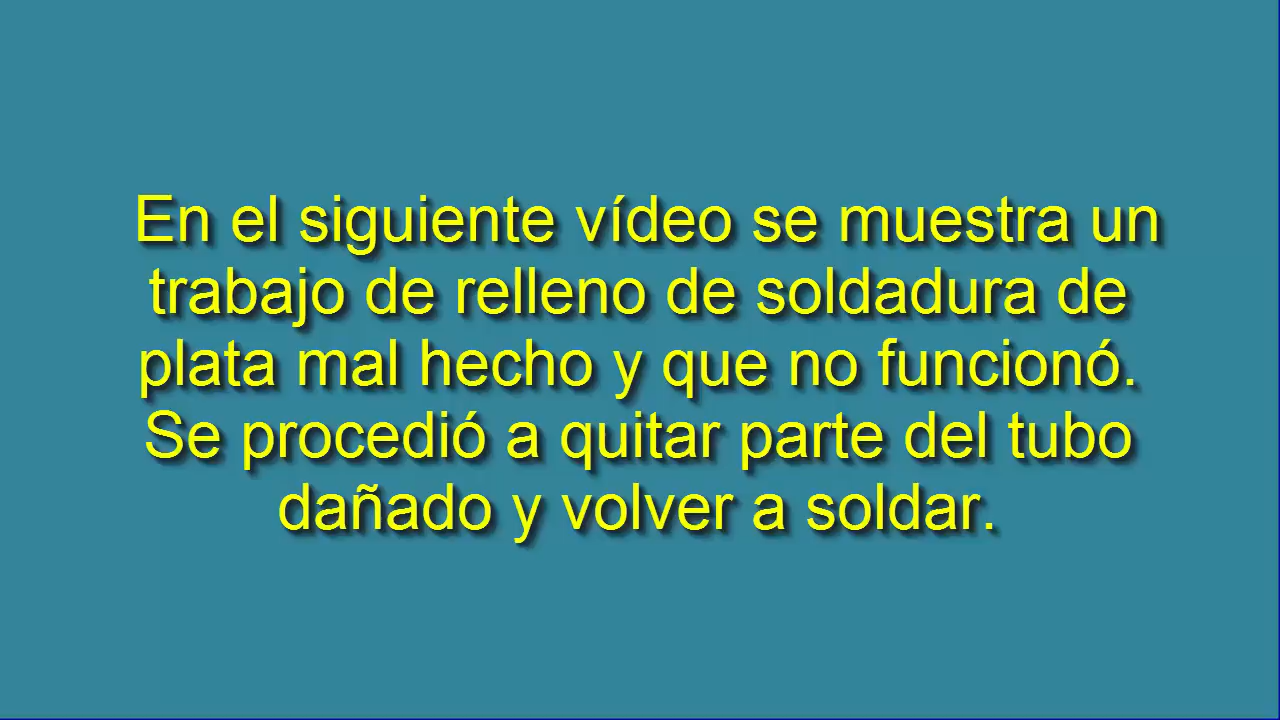 En el siguiente vídeo se muestra un
trabajo de relleno de soldadura de
plata mal hecho y que no funcionó.
Se procedió a quitar parte del tubo
dañado y volver a soldar.